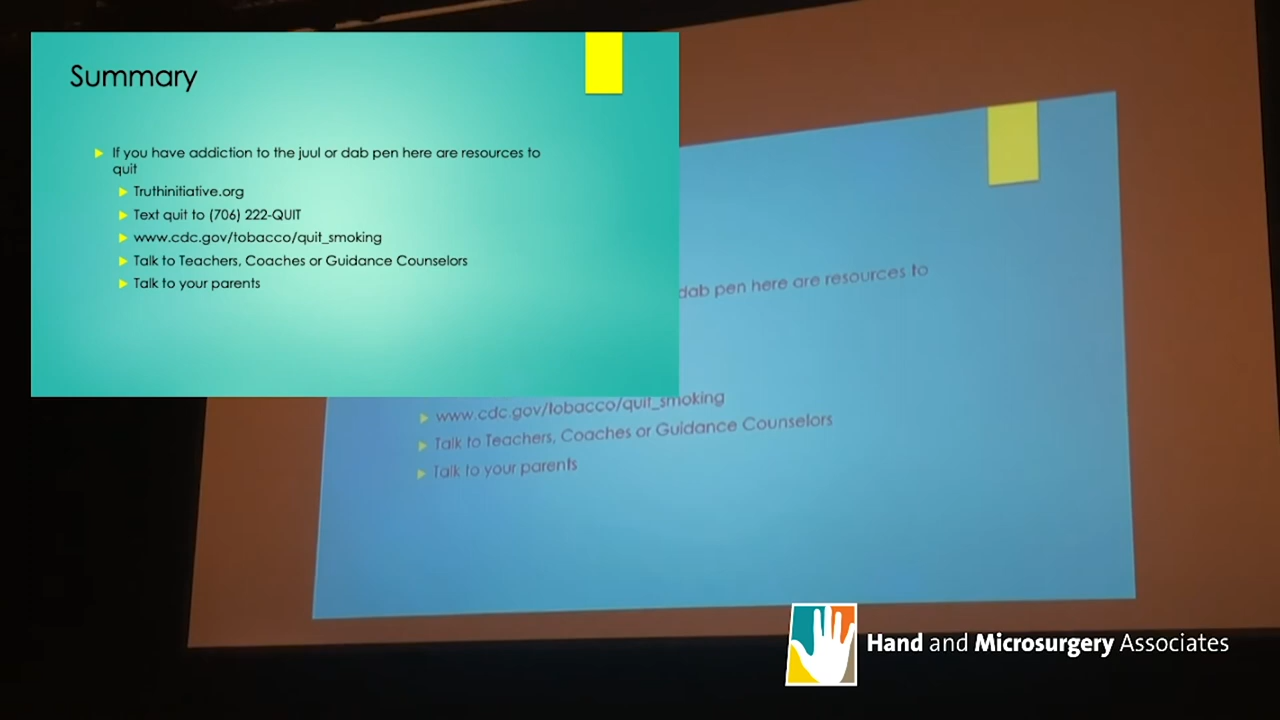 Summary
If you have addiction to the juul or dab pen here are resources to
quit
Truthinitiative.org
Text quit to (706) 222-QUIT
www.cdc.gov/tobacco/quit_smoking
Talk to Teachers, Coaches or Guidance Counselors
Talk to your parents
dab pen here are resources to
www.cdc.gov/tobacco/quit_smoking
Talk to Teachers, Coaches or Guidance Counselors
Talk to your parents
Hand and Microsurgery Associates